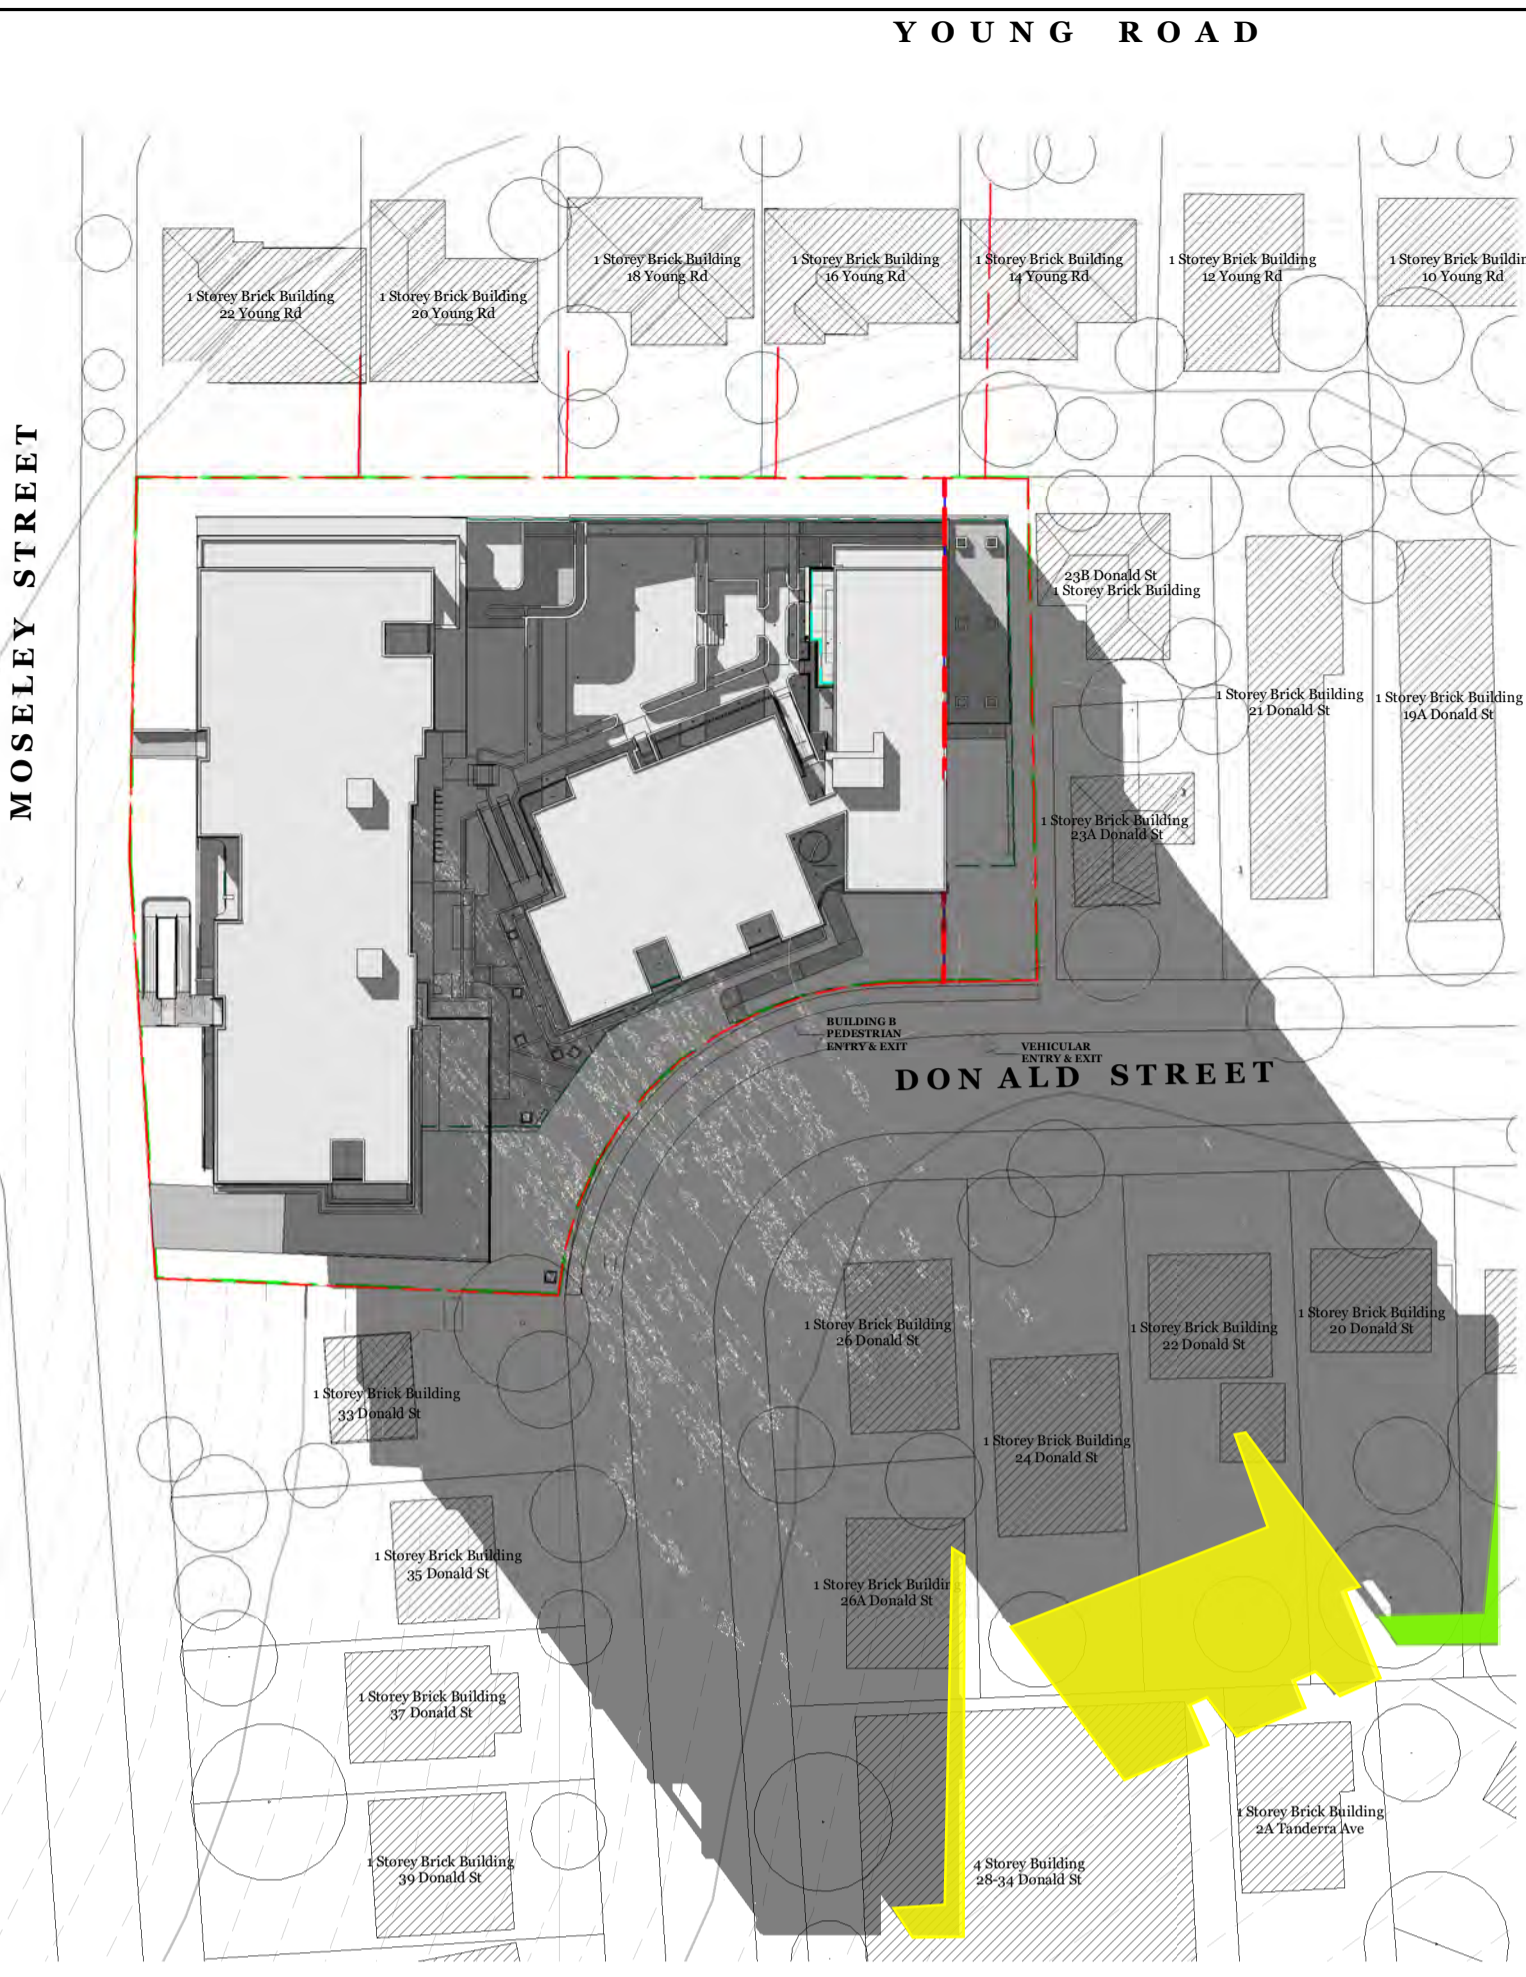 YOUNG ROAD
1 Storey Brick Building
18 Young Rd
1 Storey Brick Building
16 Young Rd
1 Storey Brick Building
14 Young Rd
1 Storey Brick Building
12 Young Rd
1 Storey Brick Buildin
10 Young Rd
1 Storey Brick Building
22 Young Rd
1 Storey Brick Building
20 Young Rd
MOSELEY STREET
23B Donald St
1 Storey Brick Building
1 Storey Brick Building
21 Donald St
1 Storey Brick Building
19A Donald St
1 Storey Brick Building
23A Donald St
BUILDING B
PEDESTRIAN
ENTRY & EXIT
VEHICULAR
ENTRY & EXIT
DONALD STREET
1 Storey Brick Building
26 Donald St
1 Storey Brick Building
22 Donald St
1 Storey Brick Building
20 Donald St
1 Storey Brick Building
33 Donald St
1 Storey Brick Building
24 Donald St
1 Storey Brick Building
35 Donald St
1 Storey Brick Building
26A Donald St
1 Storey Brick Building
37 Donald St
1 Storey Brick Building
2A Tanderra Ave
1 Storey Brick Building
39 Donald St
4 Storey Building
28-34 Donald St